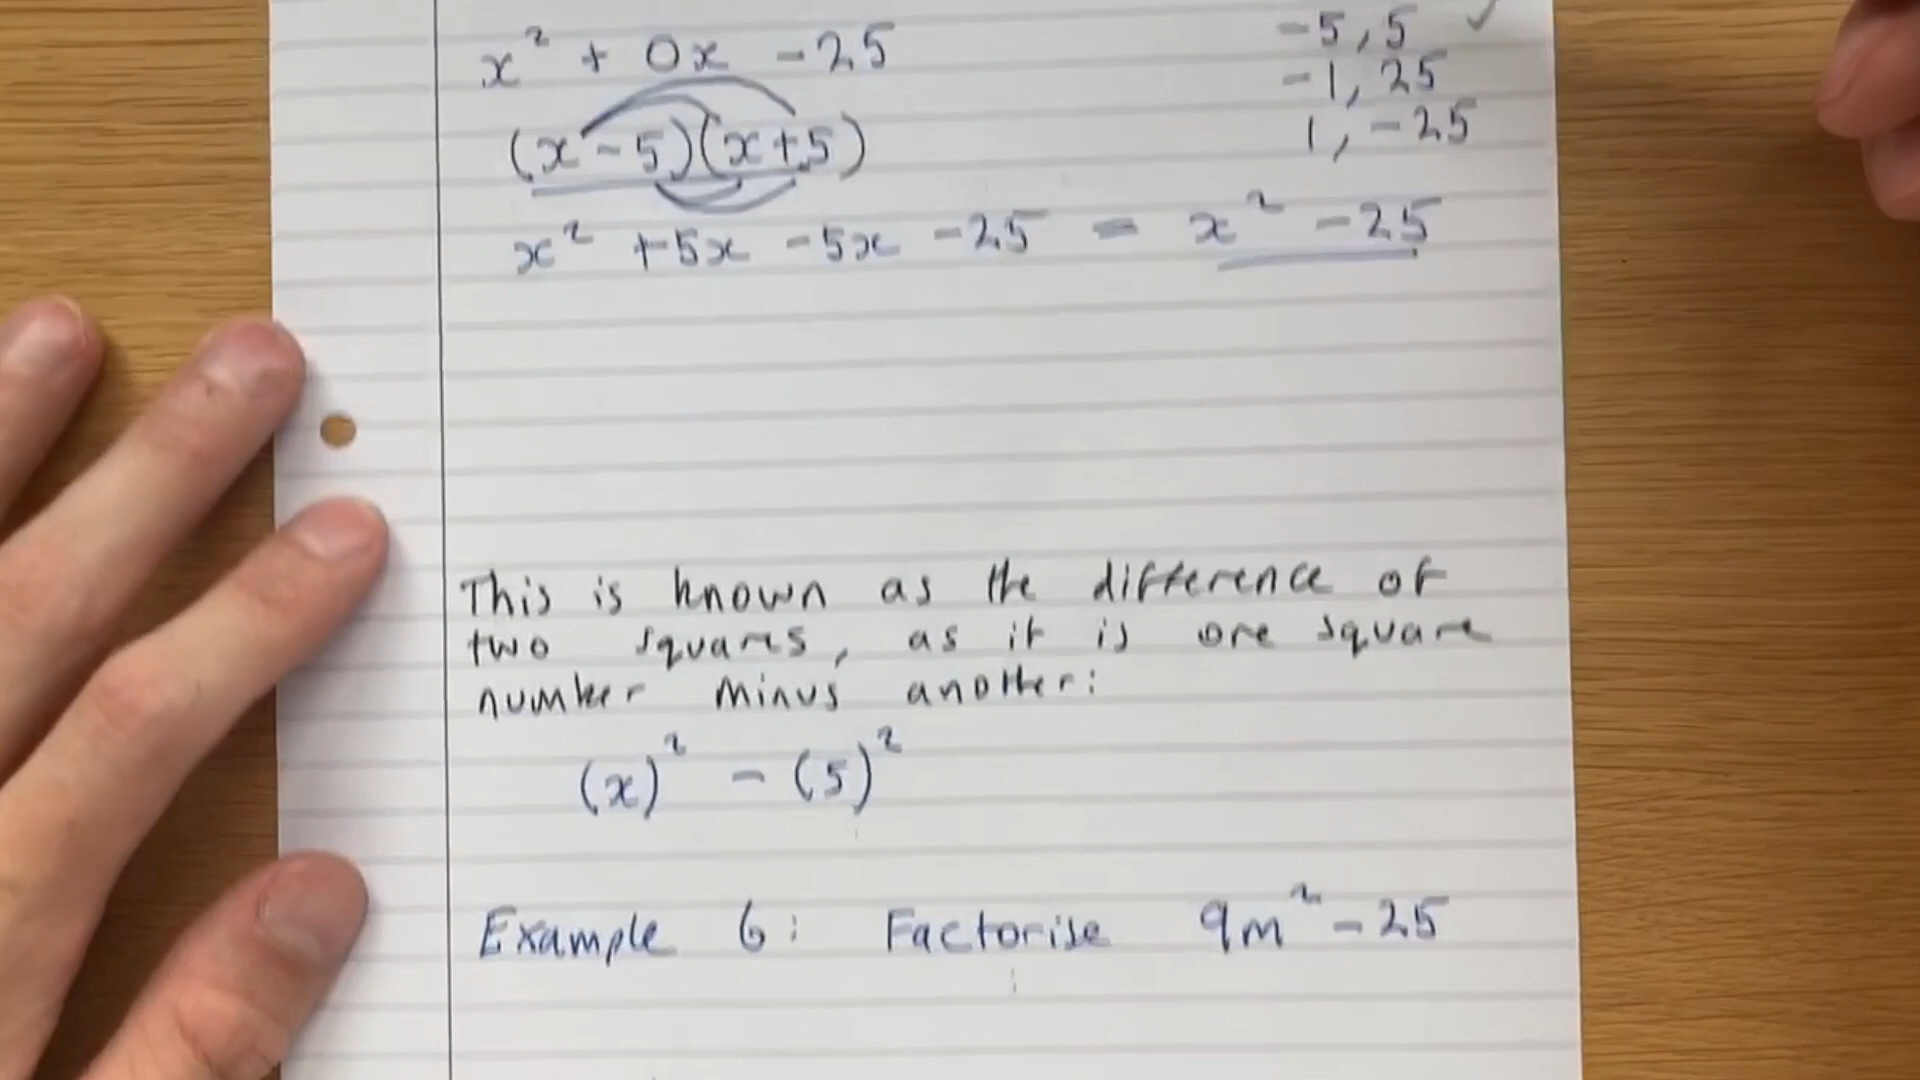 x² + 0x - 25
-5, 5 ✓
-1, 25
1, -25
(x - 5)(x + 5)
x² + 5x - 5x - 25 = x² - 25
This is known as the difference of
two squares, as it is one square
number minus another:
(x)² - (5)²
Example 6: Factorise 9m² - 25